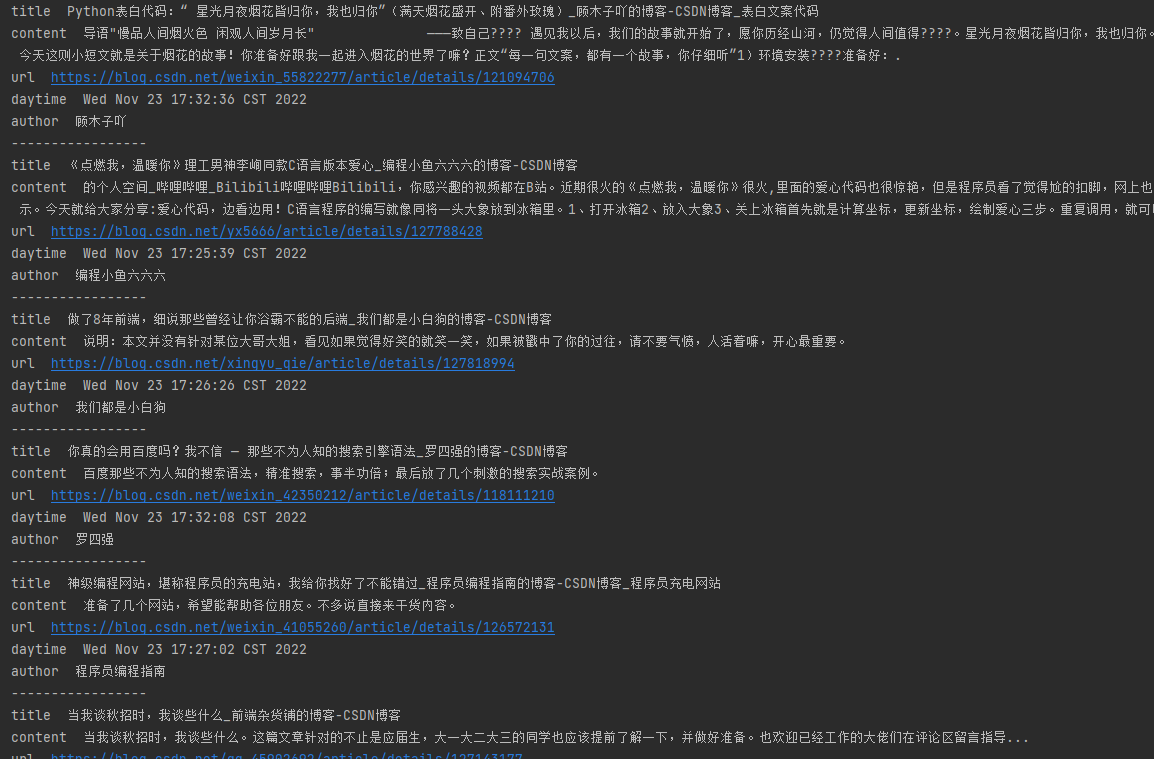 title  Python表白代码：“ 星光月夜烟花皆归你，我也归你”（满天烟花盛开、附番外玫瑰）_顾木子吖的博客-CSDN博客_表白文案代码
content  导语"慢品人间烟火色 闲观人间岁月长"              ———致自己???? 遇见我以后，我们的故事就开始了，愿你历经山河，仍觉得人间值得????。星光月夜烟花皆归你，我也归你。
今天这则小短文就是关于烟花的故事！你准备好跟我一起进入烟花的世界了嘛？正文“每一句文案，都有一个故事，你仔细听”1）环境安装????准备好：.
url  https://blog.csdn.net/weixin_55822277/article/details/121094706
daytime  Wed Nov 23 17:32:36 CST 2022
author  顾木子吖
-----------------
title  《点燃我，温暖你》理工男神李峋同款C语言版本爱心_编程小鱼六六六的博客-CSDN博客
content  的个人空间_哔哩哔哩_Bilibili哔哩哔哩Bilibili，你感兴趣的视频都在B站。近期很火的《点燃我，温暖你》很火,里面的爱心代码也很惊艳，但是程序员看了觉得尬的扣脚，网上也
示。今天就给大家分享:爱心代码，边看边用！C语言程序的编写就像同将一头大象放到冰箱里。1、打开冰箱2、放入大象3、关上冰箱首先就是计算坐标，更新坐标，绘制爱心三步。重复调用，就可
url  https://blog.csdn.net/yx5666/article/details/127788428
daytime  Wed Nov 23 17:25:39 CST 2022
author  编程小鱼六六六
-----------------
title  做了8年前端，细说那些曾经让你浴霸不能的后端_我们都是小白狗的博客-CSDN博客
content  说明：本文并没有针对某位大哥大姐，看见如果觉得好笑的就笑一笑，如果被戳中了你的过往，请不要气愤，人活着嘛，开心最重要。
url  https://blog.csdn.net/xingyu_qie/article/details/127818994
daytime  Wed Nov 23 17:26:26 CST 2022
author  我们都是小白狗
-----------------
title  你真的会用百度吗？我不信 — 那些不为人知的搜索引擎语法_罗四强的博客-CSDN博客
content  百度那些不为人知的搜索语法，精准搜索，事半功倍；最后放了几个刺激的搜索实战案例。
url  https://blog.csdn.net/weixin_42350212/article/details/118111210
daytime  Wed Nov 23 17:32:08 CST 2022
author  罗四强
-----------------
title  神级编程网站，堪称程序员的充电站，我给你找好了不能错过_程序员编程指南的博客-CSDN博客_程序员充电网站
content  准备了几个网站，希望能帮助各位朋友。不多说直接来干货内容。
url  https://blog.csdn.net/weixin_41055260/article/details/126572131
daytime  Wed Nov 23 17:27:02 CST 2022
author  程序员编程指南
-----------------
title  当我谈秋招时，我谈些什么_前端杂货铺的博客-CSDN博客
content  当我谈秋招时，我谈些什么。这篇文章针对的不止是应届生，大一大二大三的同学也应该提前了解一下，并做好准备。也欢迎已经工作的大佬们在评论区留言指导...